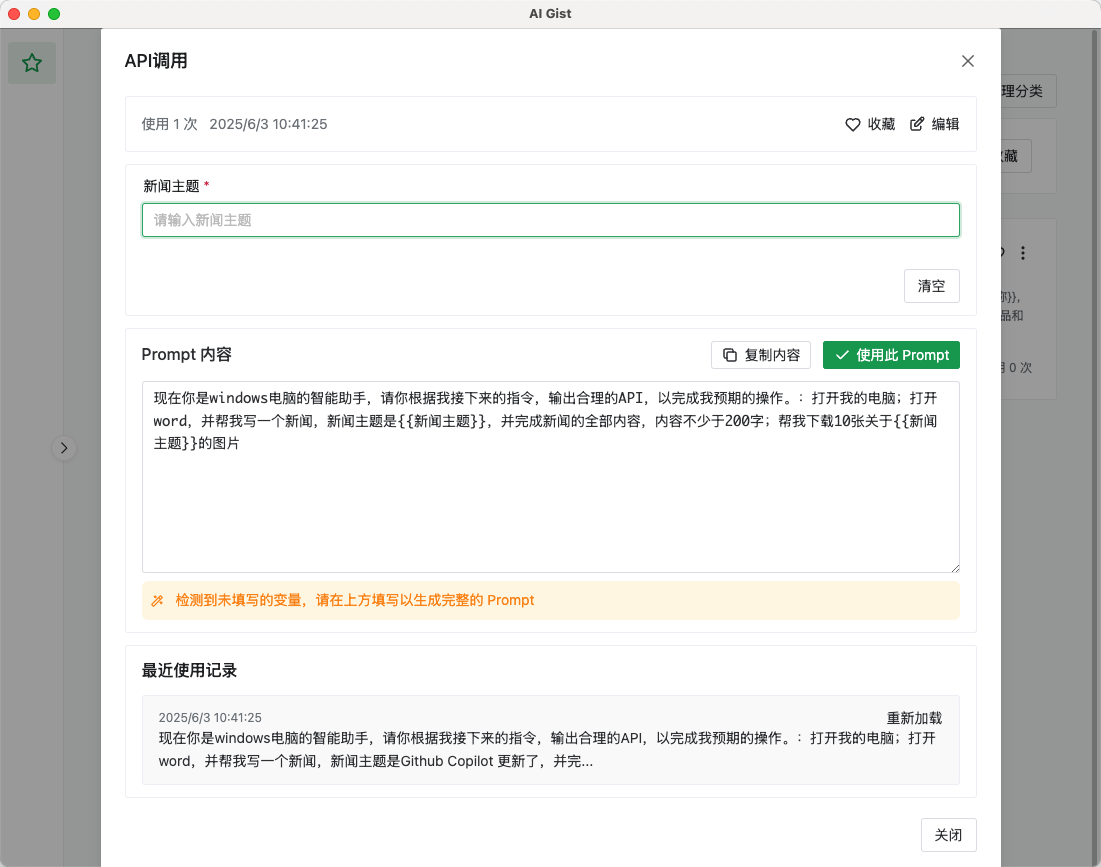 AI Gist
API调用
理分类
使用 1 次 2025/6/3 10:41:25
收藏 编辑
藏
新闻主题 *
请输入新闻主题
清空
你}},
品和
0 次
Prompt 内容
复制内容
使用此 Prompt
现在你是windows电脑的智能助手，请你根据我接下来的指令，输出合理的API，以完成我预期的操作。：打开我的电脑；打开
word，并帮我写一个新闻，新闻主题是{{新闻主题}}，并完成新闻的全部内容，内容不少于200字；帮我下载10张关于{{新闻
主题}}的图片
检测到未填写的变量，请在上方填写以生成完整的 Prompt
最近使用记录
2025/6/3 10:41:25
重新加载
现在你是windows电脑的智能助手，请你根据我接下来的指令，输出合理的API，以完成我预期的操作。：打开我的电脑；打开
word，并帮我写一个新闻，新闻主题是Github Copilot 更新了，并完...
关闭